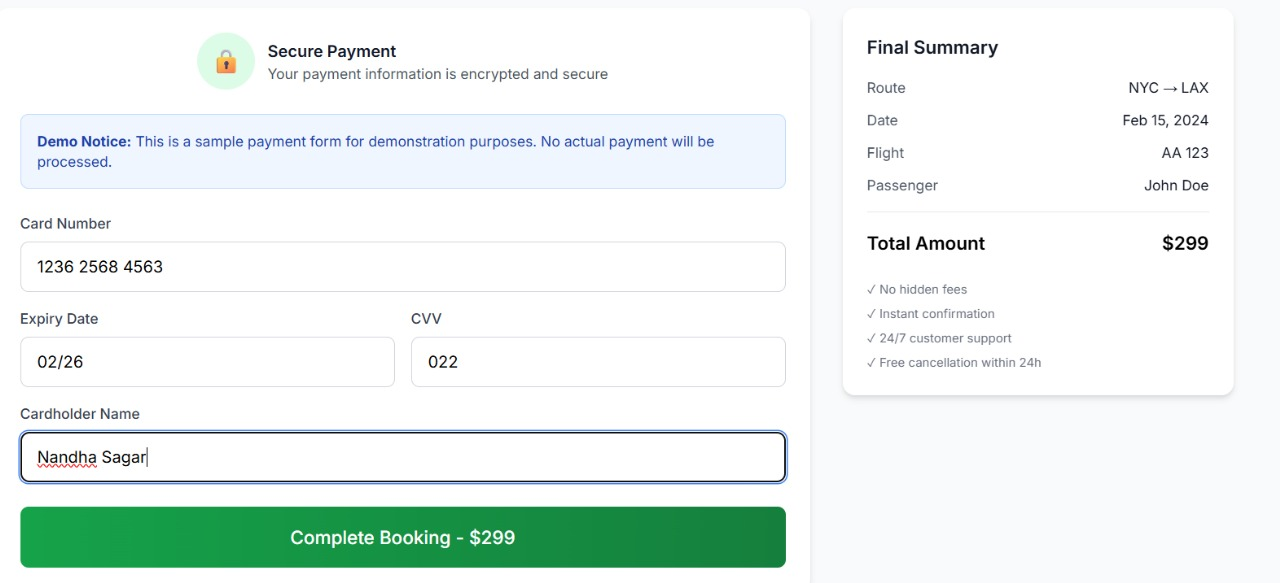 Secure Payment
Your payment information is encrypted and secure
Demo Notice: This is a sample payment form for demonstration purposes. No actual payment will be
processed.
Card Number
1236 2568 4563
Expiry Date
CVV
02/26
022
Cardholder Name
Nandha Sagar
Complete Booking - $299
Final Summary
Route NYC → LAX
Date Feb 15, 2024
Flight AA 123
Passenger John Doe
Total Amount $299
✓ No hidden fees
✓ Instant confirmation
✓ 24/7 customer support
✓ Free cancellation within 24h